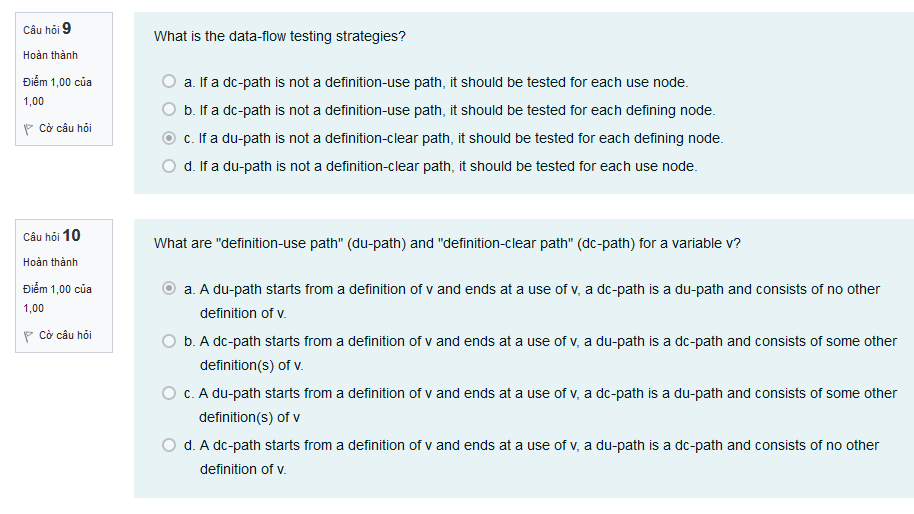 Câu hỏi 9
Hoàn thành
Điểm 1,00 của
1,00
Cờ câu hỏi
What is the data-flow testing strategies?
a. If a dc-path is not a definition-use path, it should be tested for each use node.
b. If a dc-path is not a definition-use path, it should be tested for each defining node.
c. If a du-path is not a definition-clear path, it should be tested for each defining node.
d. If a du-path is not a definition-clear path, it should be tested for each use node.
Câu hỏi 10
Hoàn thành
Điểm 1,00 của
1,00
Cờ câu hỏi
What are "definition-use path" (du-path) and "definition-clear path" (dc-path) for a variable v?
a. A du-path starts from a definition of v and ends at a use of v, a dc-path is a du-path and consists of no other
definition of v.
b. A dc-path starts from a definition of v and ends at a use of v, a du-path is a dc-path and consists of some other
definition(s) of v.
c. A du-path starts from a definition of v and ends at a use of v, a dc-path is a du-path and consists of some other
definition(s) of v
d. A dc-path starts from a definition of v and ends at a use of v, a du-path is a dc-path and consists of no other
definition of v.